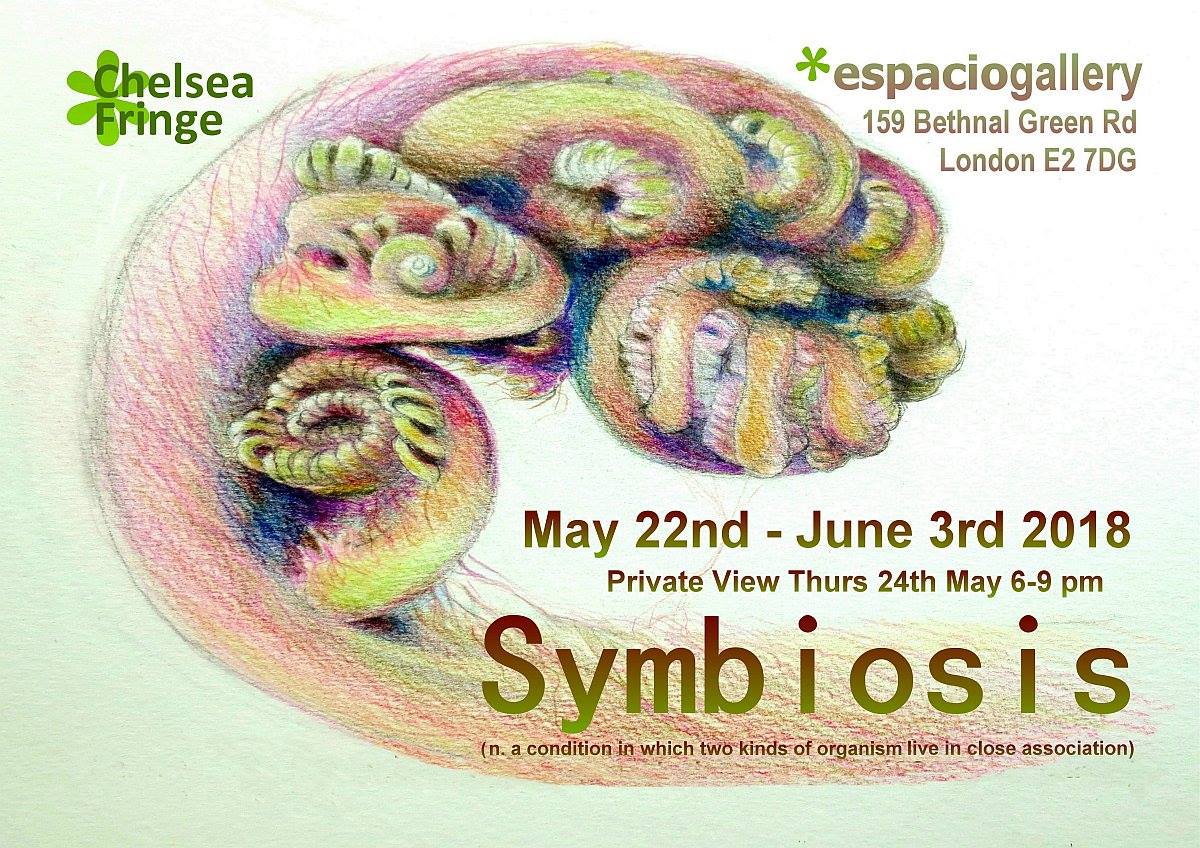 Chelsea
Fringe
*espaciogallery
159 Bethnal Green Rd
London E2 7DG
May 22nd - June 3rd 2018
Private View Thurs 24th May 6-9 pm
Symbiosis
(n. a condition in which two kinds of organism live in close association)